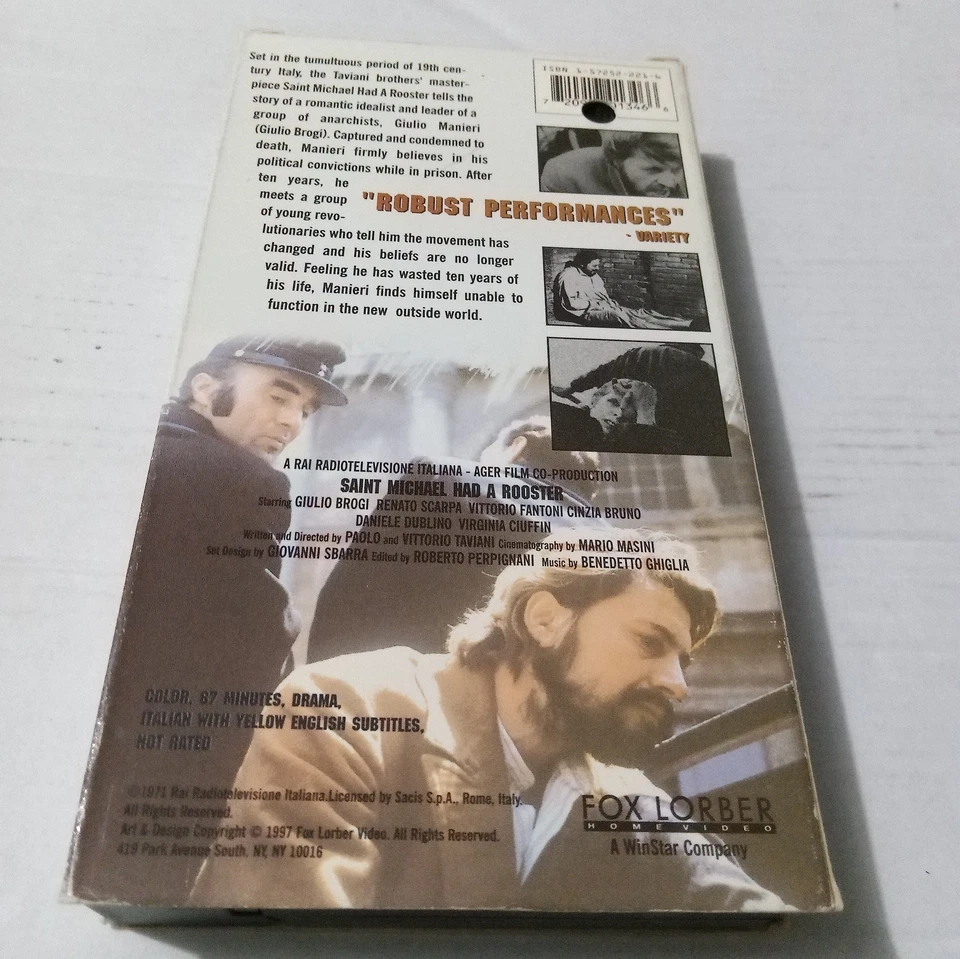 Set in the tumultuous period of 19th cen-
tury Italy, the Taviani brothers' master-
piece Saint Michael Had A Rooster tells the
story of a romantic idealist and leader of a
group of anarchists, Giulio Manieri
(Giulio Brogi). Captured and condemned to
death, Manieri firmly believes in his
political convictions while in prison. After
ten years, he
meets a group
of young revo-
lutionaries who tell him the movement has
changed and his beliefs are no longer
valid. Feeling he has wasted ten years of
his life, Manieri finds himself unable to
function in the new outside world.
ISBN 1-57252-221-6
"ROBUST PERFORMANCES"
- VARIETY
A RAI RADIOTELEVISIONE ITALIANA - AGER FILM CO-PRODUCTION
SAINT MICHAEL HAD A ROOSTER
Starring GIULIO BROGI RENATO SCARPA VITTORIO FANTONI CINZIA BRUNO
DANIELE DUBLINO VIRGINIA CIUFFIN
Written and Directed by PAOLO and VITTORIO TAVIANI Cinematography by MARIO MASINI
Set Design by GIOVANNI SBARRA Edited by ROBERTO PERPIGNANI Music by BENEDETTO GHIGLIA
COLOR, 87 MINUTES, DRAMA,
ITALIAN WITH YELLOW ENGLISH SUBTITLES,
NOT RATED
©1971 Rai Radiotelevisione Italiana.Licensed by Sacis S.p.A., Rome, Italy.
All Rights Reserved.
Art & Design Copyright © 1997 Fox Lorber Video. All Rights Reserved.
419 Park Avenue South, NY, NY 10016
FOX LORBER
HOME VIDEO
A WinStar Company